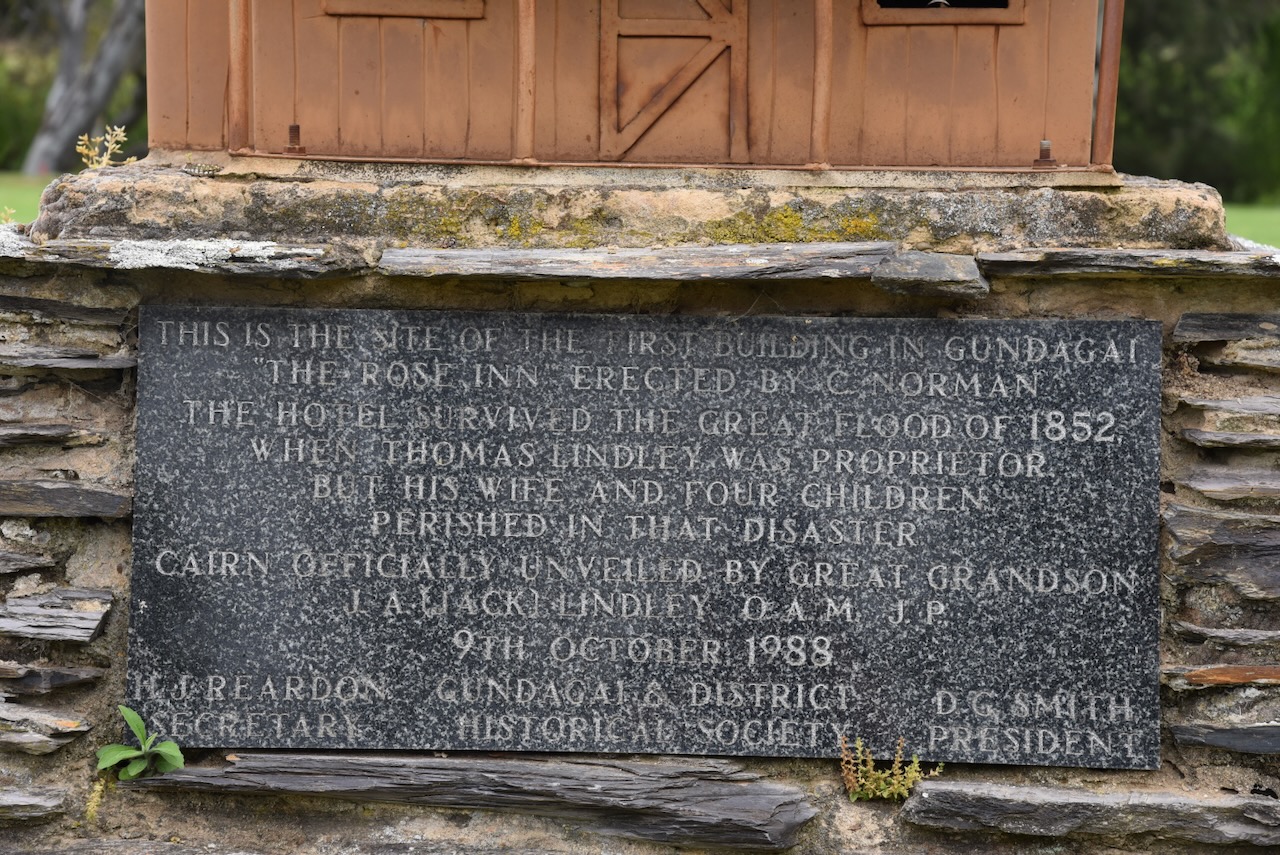 THIS IS THE SITE OF THE FIRST BUILDING IN GUNDAGAI
"THE ROSE INN" ERECTED BY C. NORMAN
THE HOTEL SURVIVED THE GREAT FLOOD OF 1852,
WHEN THOMAS LINDLEY WAS PROPRIETOR
BUT HIS WIFE AND FOUR CHILDREN
PERISHED IN THAT DISASTER
CAIRN OFFICIALLY UNVEILED BY GREAT GRANDSON
J. A. (JACK) LINDLEY O.A.M. J.P.
9TH OCTOBER 1988
H.J. REARDON GUNDAGAI & DISTRICT D.G. SMITH
SECRETARY HISTORICAL SOCIETY PRESIDENT